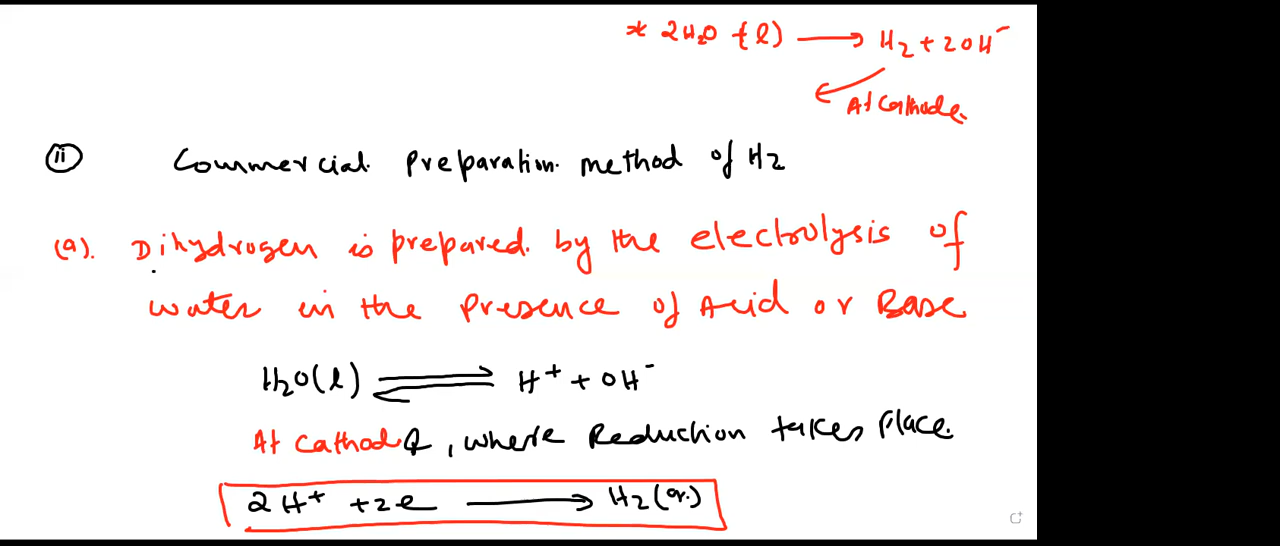 * 2H2O (l) ⟶ H2 + 2OH⁻
At Cathode.
(ii) Commercial Preparation method of H2
(a). Dihydrogen is prepared by the electrolysis of
water in the Presence of Acid or Base
H2O(l) ⇌ H⁺ + OH⁻
At Cathode, where Reduction takes Place.
2H⁺ + 2e ⟶ H2(g.)